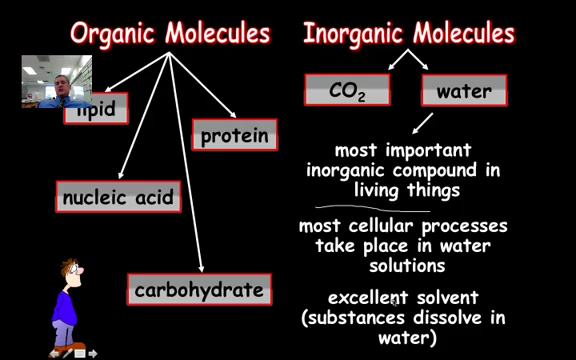 Organic Molecules
lipid
protein
nucleic acid
carbohydrate
Inorganic Molecules
CO₂
water
most important
inorganic compound in
living things
most cellular processes
take place in water
solutions
excellent solvent
(substances dissolve in
water)